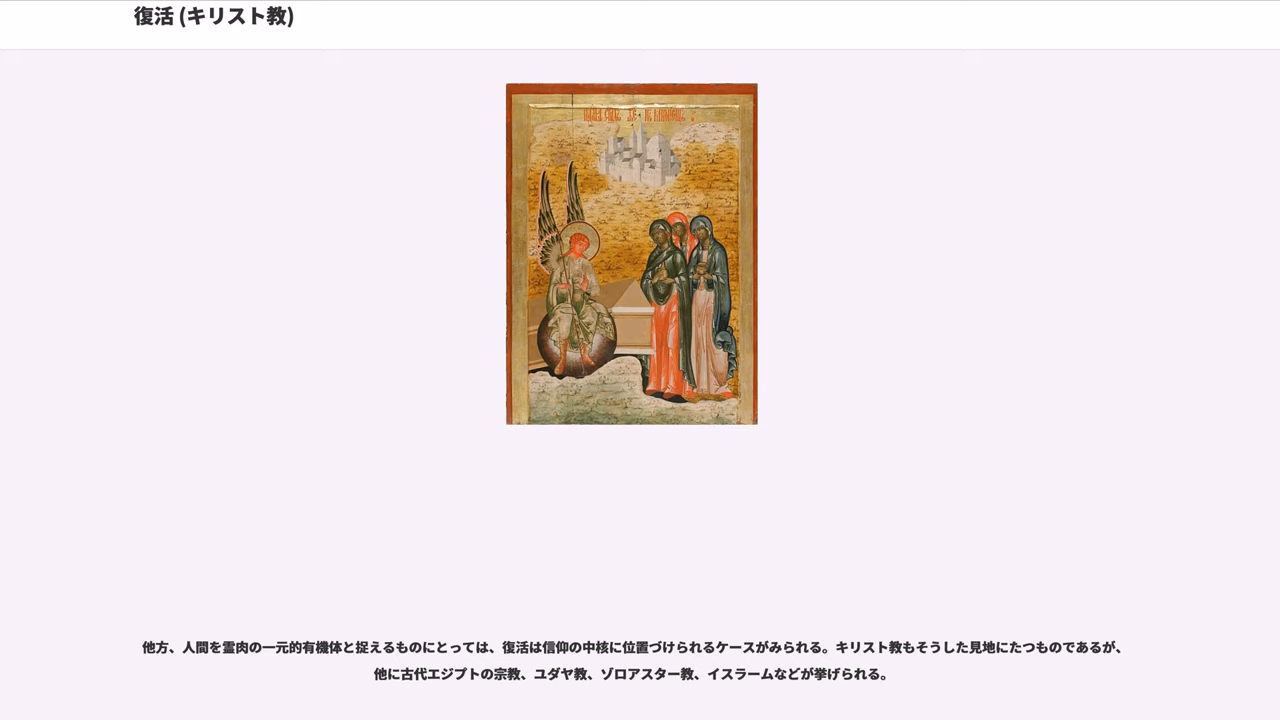 復活 (キリスト教)
他方、人間を霊肉の一元的有機体と捉えるものにとっては、復活は信仰の中核に位置づけられるケースがみられる。キリスト教もそうした見地にたつものであるが、
他に古代エジプトの宗教、ユダヤ教、ゾロアスター教、イスラームなどが挙げられる。